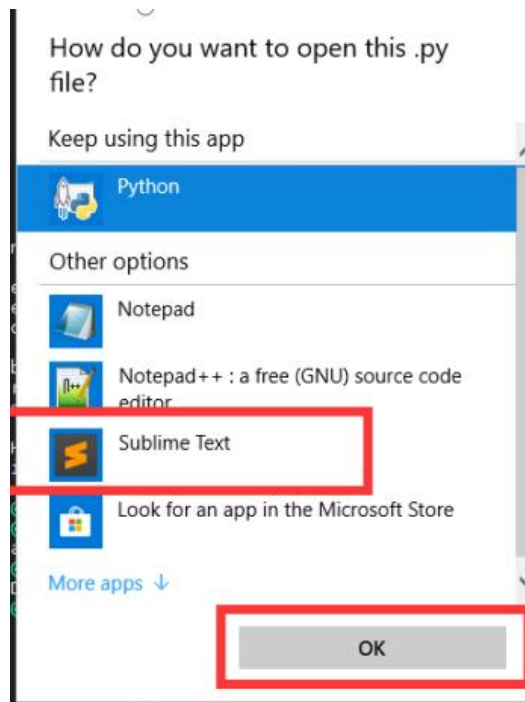 How do you want to open this .py
file?
Keep using this app
Python
Other options
Notepad
Notepad++ : a free (GNU) source code
editor
Sublime Text
Look for an app in the Microsoft Store
More apps ↓
OK